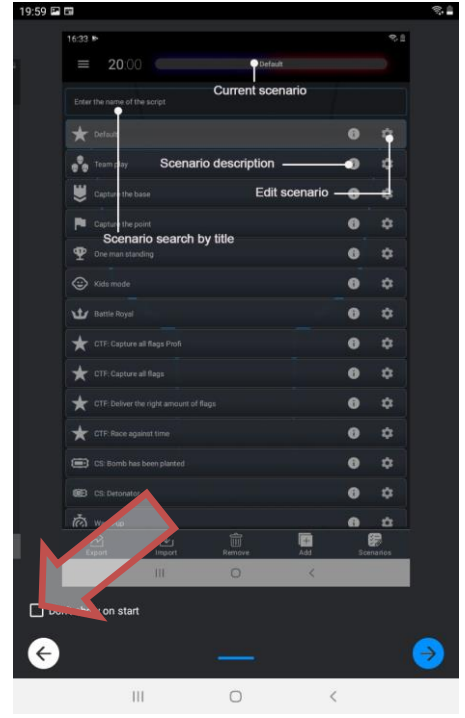 19:59
16:33
20:00 Default
Current scenario
Enter the name of the script
Default
Team play
Scenario description
Capture the base
Edit scenario
Capture the point
Scenario search by title
One man standing
Kids mode
Battle Royal
CTF: Capture all flags Profi
CTF: Capture all flags
CTF: Deliver the right amount of flags
CTF: Race against time
CS: Bomb has been planted
CS: Detonator
Export Import Remove Add Scenarios
on start